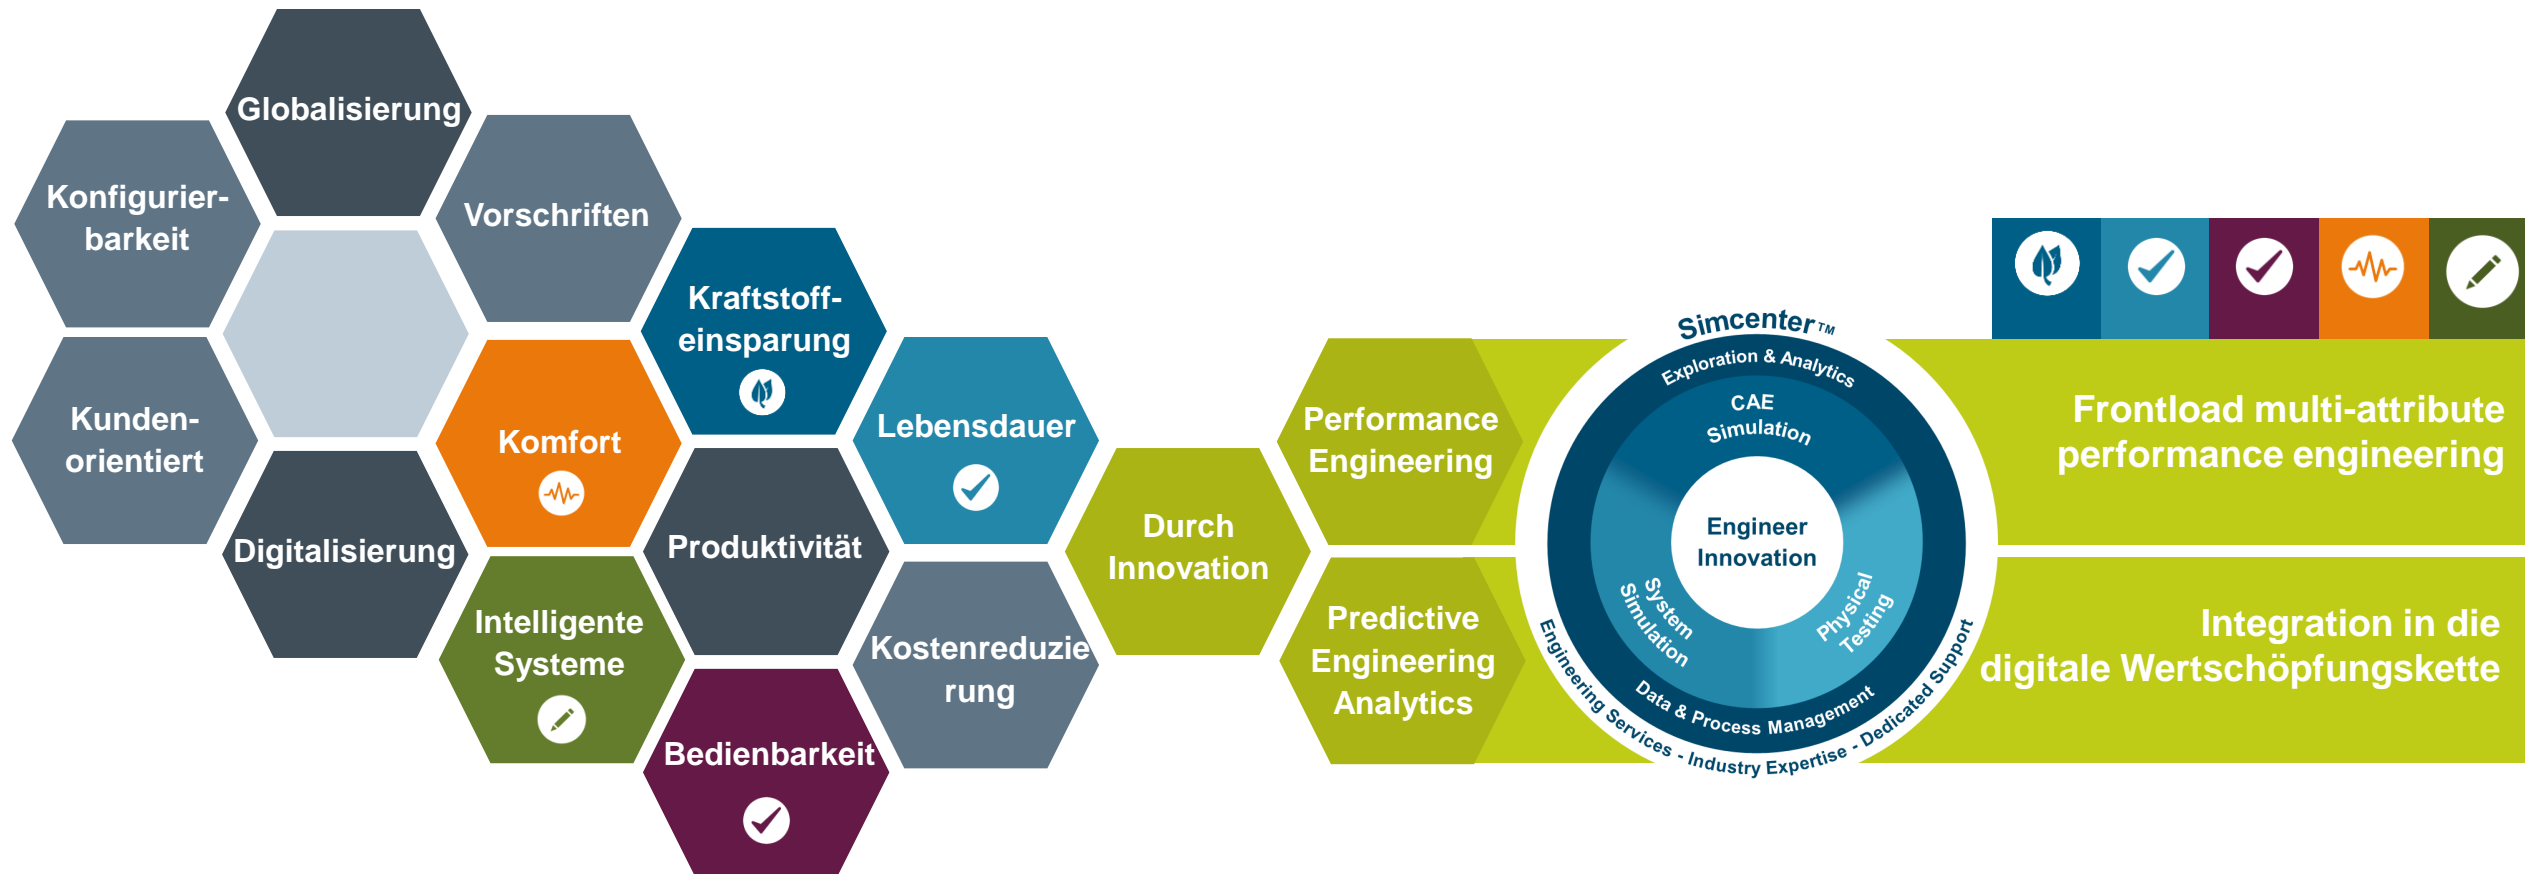 Globalisierung
Konfigurier-
barkeit
Vorschriften
Kraftstoff-
einsparung
Kunden-
orientiert
Komfort
Lebensdauer
Digitalisierung
Produktivität
Intelligente
Systeme
Kostenreduzie
rung
Bedienbarkeit
Durch
Innovation
Performance
Engineering
Predictive
Engineering
Analytics
Simcenter™
Exploration & Analytics
CAE
Simulation
Engineer
Innovation
System
Simulation
Physical
Testing
Data & Process Management
Engineering Services - Industry Expertise - Dedicated Support
Frontload multi-attribute
performance engineering
Integration in die
digitale Wertschöpfungskette